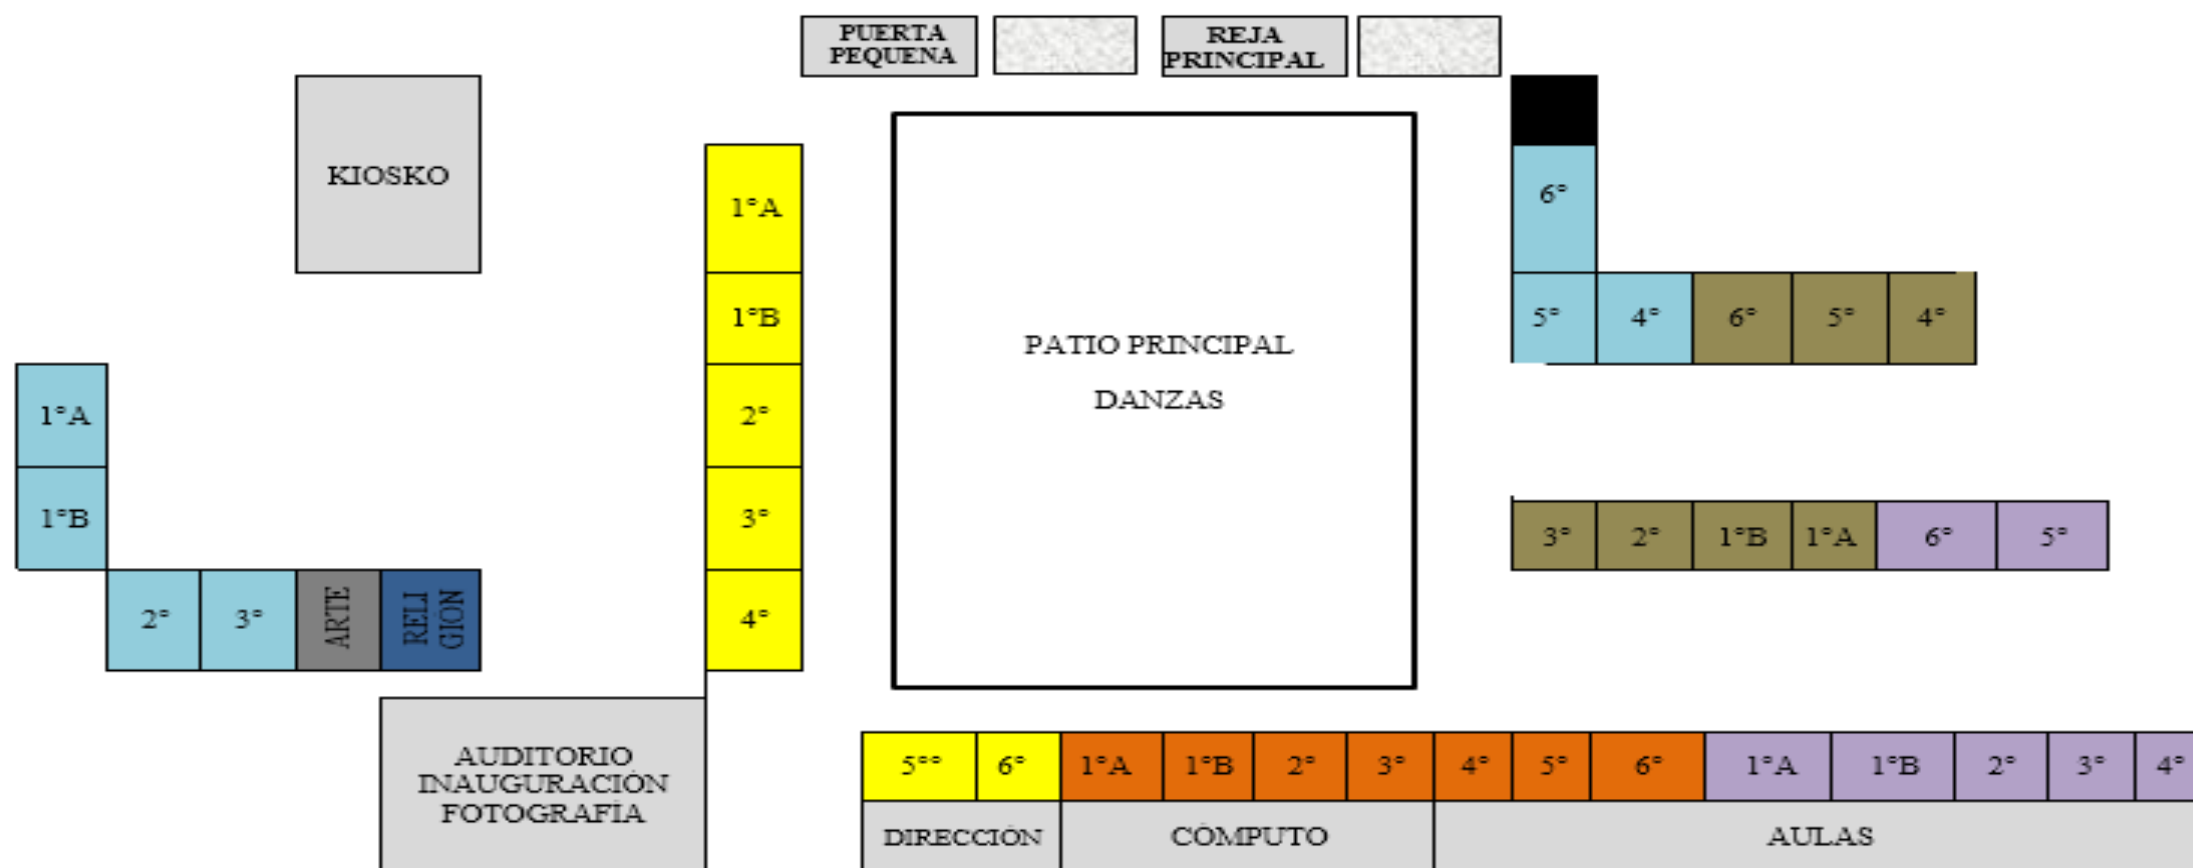 PUERTA
PEQUENA
REJA
PRINCIPAL
KIOSKO
1°A
1°B
2°
3°
4°
PATIO PRINCIPAL
DANZAS
6°
5°
4°
6°
5°
4°
1°A
1°B
2°
3°
ARTE
RELI
GIÓN
3°
2°
1°B
1°A
6°
5°
AUDITORIO
INAUGURACIÓN
FOTOGRAFÍA
5°°
6°
1°A
1°B
2°
3°
4°
5°
6°
1°A
1°B
2°
3°
4°
DIRECCIÓN
CÓMPUTO
AULAS